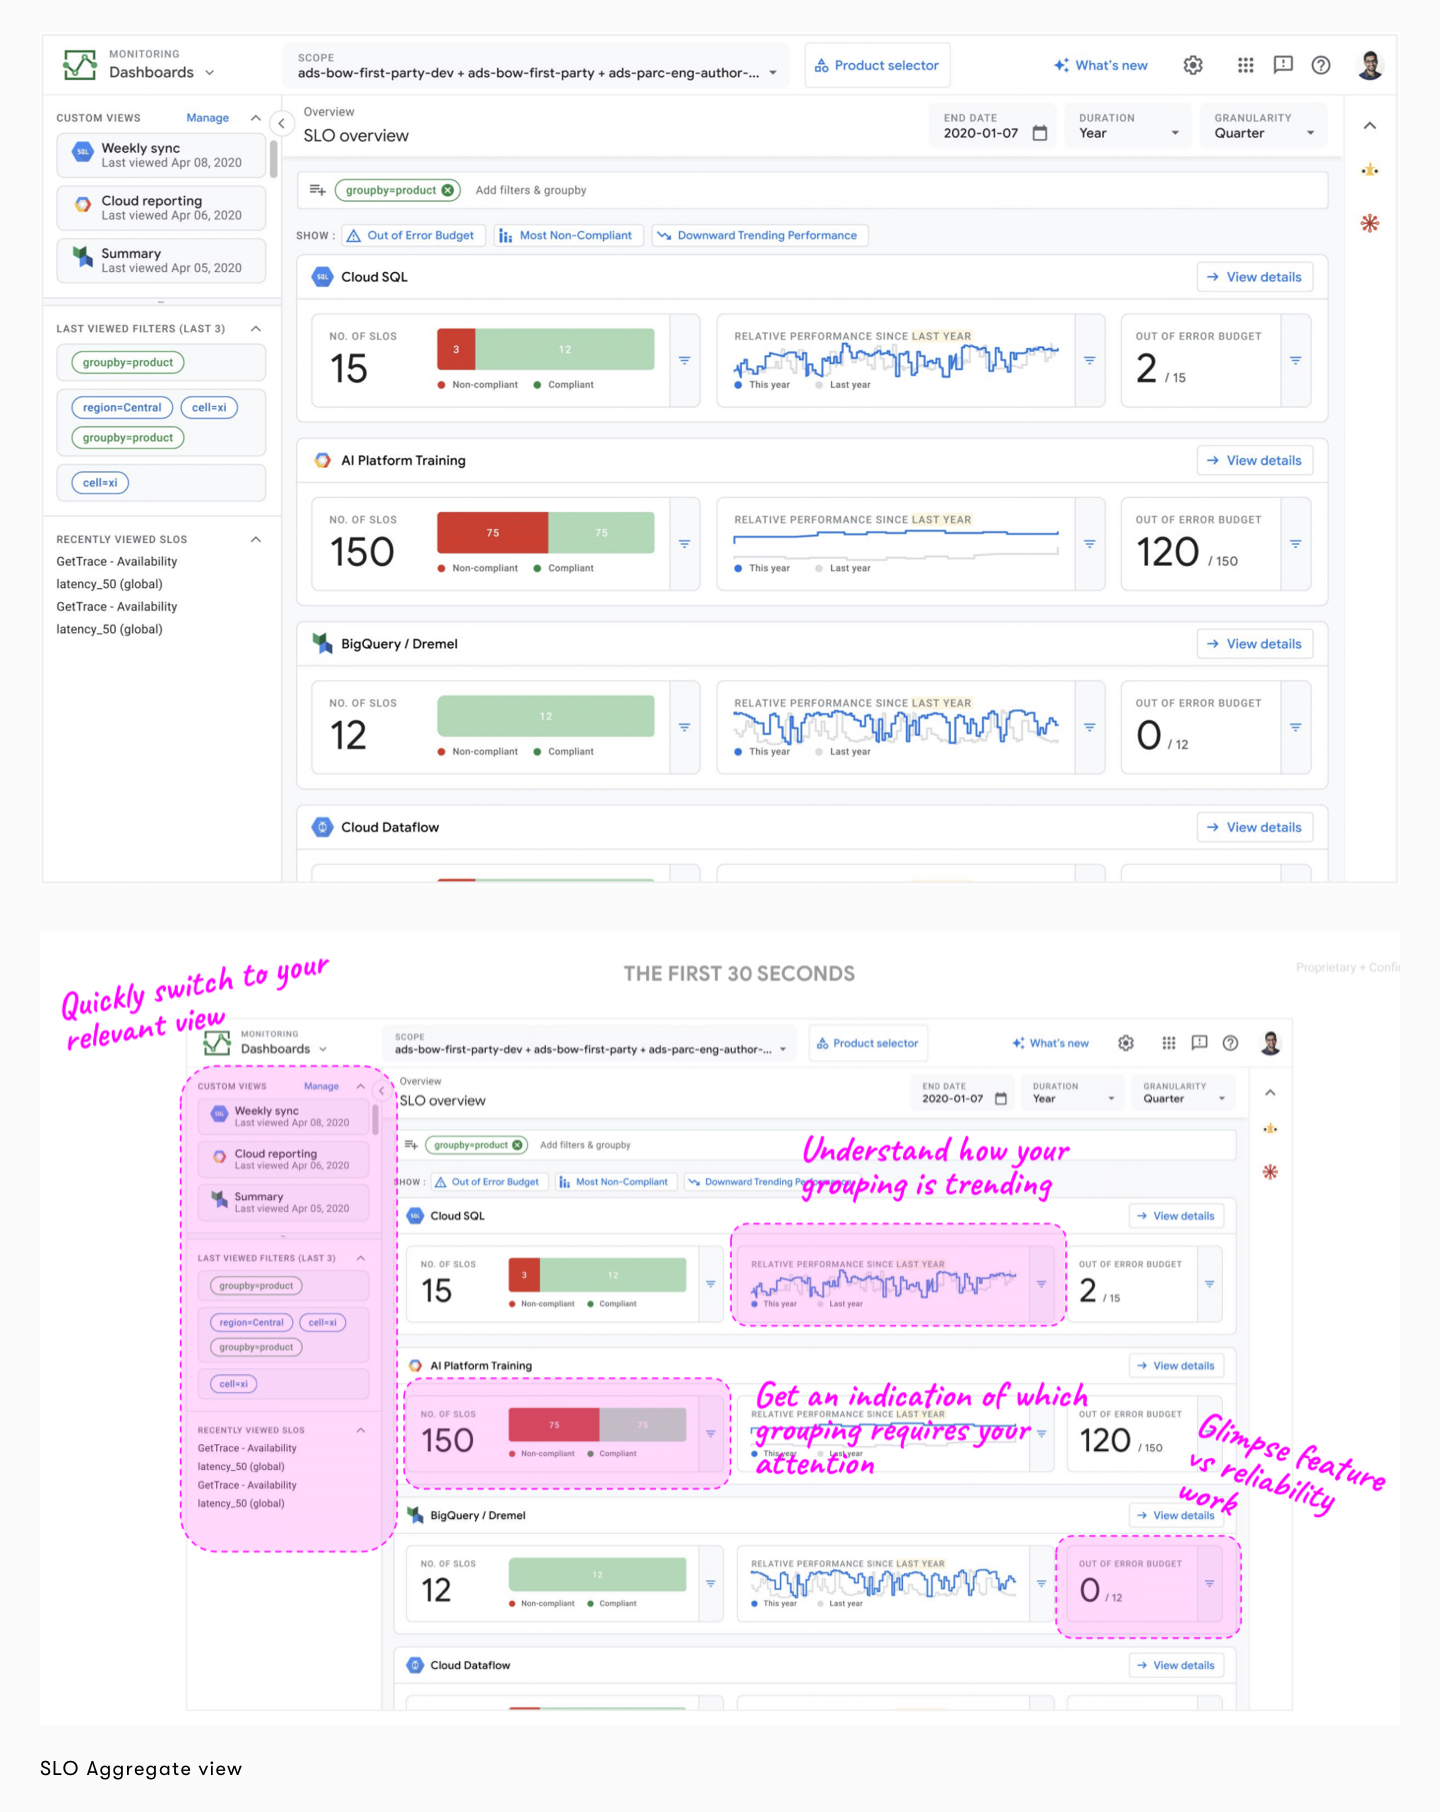 MONITORING
Dashboards
SCOPE
ads-bow-first-party-dev + ads-bow-first-party + ads-parc-eng-author-...
Product selector
What's new
CUSTOM VIEWS Manage
Weekly sync
Last viewed Apr 08, 2020
Cloud reporting
Last viewed Apr 06, 2020
Summary
Last viewed Apr 05, 2020
LAST VIEWED FILTERS (LAST 3)
groupby=product
region=Central cell=xi
groupby=product
cell=xi
RECENTLY VIEWED SLOS
GetTrace - Availability
latency_50 (global)
GetTrace - Availability
latency_50 (global)
Overview
SLO overview
END DATE
2020-01-07
DURATION
Year
GRANULARITY
Quarter
groupby=product Add filters & groupby
SHOW : Out of Error Budget Most Non-Compliant Downward Trending Performance
SQL Cloud SQL View details
NO. OF SLOS
15
3 12
Non-compliant Compliant
RELATIVE PERFORMANCE SINCE LAST YEAR
This year Last year
OUT OF ERROR BUDGET
2 / 15
AI Platform Training View details
NO. OF SLOS
150
75 75
Non-compliant Compliant
RELATIVE PERFORMANCE SINCE LAST YEAR
This year Last year
OUT OF ERROR BUDGET
120 / 150
BigQuery / Dremel View details
NO. OF SLOS
12
12
Non-compliant Compliant
RELATIVE PERFORMANCE SINCE LAST YEAR
This year Last year
OUT OF ERROR BUDGET
0 / 12
Cloud Dataflow View details
THE FIRST 30 SECONDS
Proprietary + Confi
Quickly switch to your
relevant view
MONITORING
Dashboards
SCOPE
ads-bow-first-party-dev + ads-bow-first-party + ads-parc-eng-author-...
Product selector
What's new
CUSTOM VIEWS Manage
Weekly sync
Last viewed Apr 08, 2020
Cloud reporting
Last viewed Apr 06, 2020
Summary
Last viewed Apr 05, 2020
LAST VIEWED FILTERS (LAST 3)
groupby=product
region=Central cell=xi
groupby=product
cell=xi
RECENTLY VIEWED SLOS
GetTrace - Availability
latency_50 (global)
GetTrace - Availability
latency_50 (global)
Overview
SLO overview
END DATE
2020-01-07
DURATION
Year
GRANULARITY
Quarter
groupby=product Add filters & groupby
Understand how your
grouping is trending
HOW : Out of Error Budget Most Non-Compliant Downward Trending
SQL Cloud SQL View details
NO. OF SLOS
15
3 12
Non-compliant Compliant
RELATIVE PERFORMANCE SINCE LAST YEAR
This year Last year
OUT OF ERROR BUDGET
2 / 15
AI Platform Training View details
NO. OF SLOS
150
75 75
Non-compliant Compliant
Get an indication of which
grouping requires your
attention
RELATIVE PERFORMANCE SINCE LAST YEAR
This year Last year
OUT OF ERROR BUDGET
120 / 150
Glimpse feature
vs reliability
work
BigQuery / Dremel View details
NO. OF SLOS
12
12
Non-compliant Compliant
RELATIVE PERFORMANCE SINCE LAST YEAR
This year Last year
OUT OF ERROR BUDGET
0 / 12
Cloud Dataflow View details
SLO Aggregate view